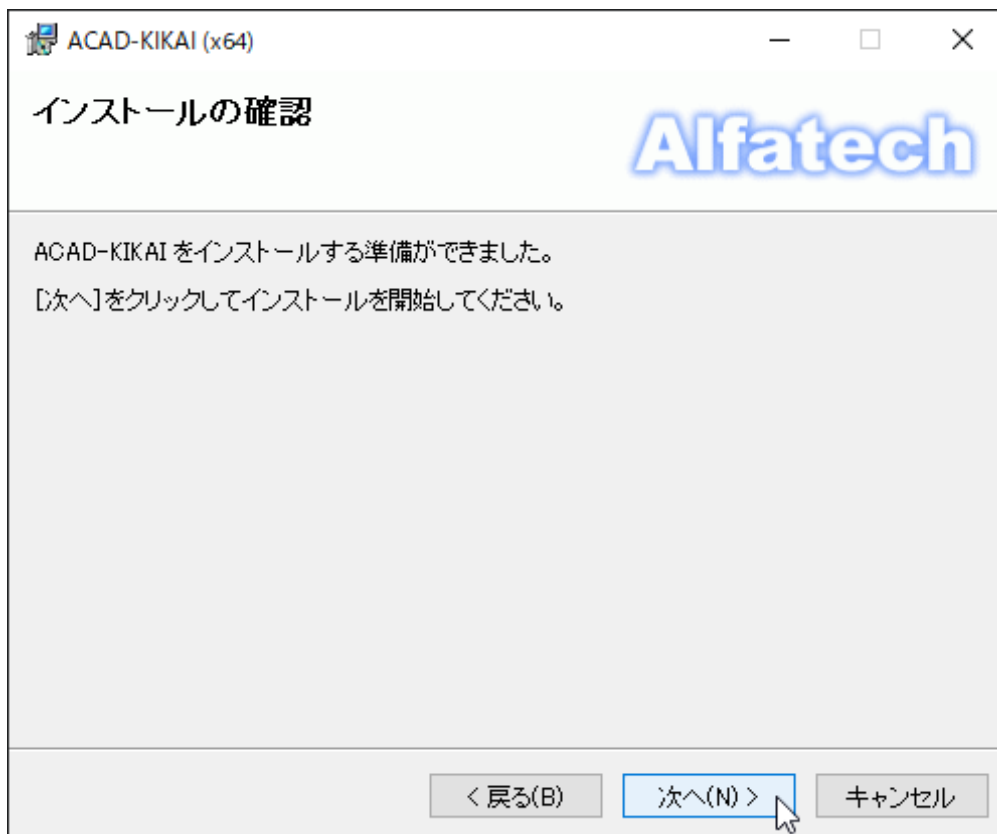 ACAD-KIKAI (x64)
インストールの確認
Alfatech
ACAD-KIKAI をインストールする準備ができました。
[次へ]をクリックしてインストールを開始してください。
< 戻る(B)
次へ(N) >
キャンセル